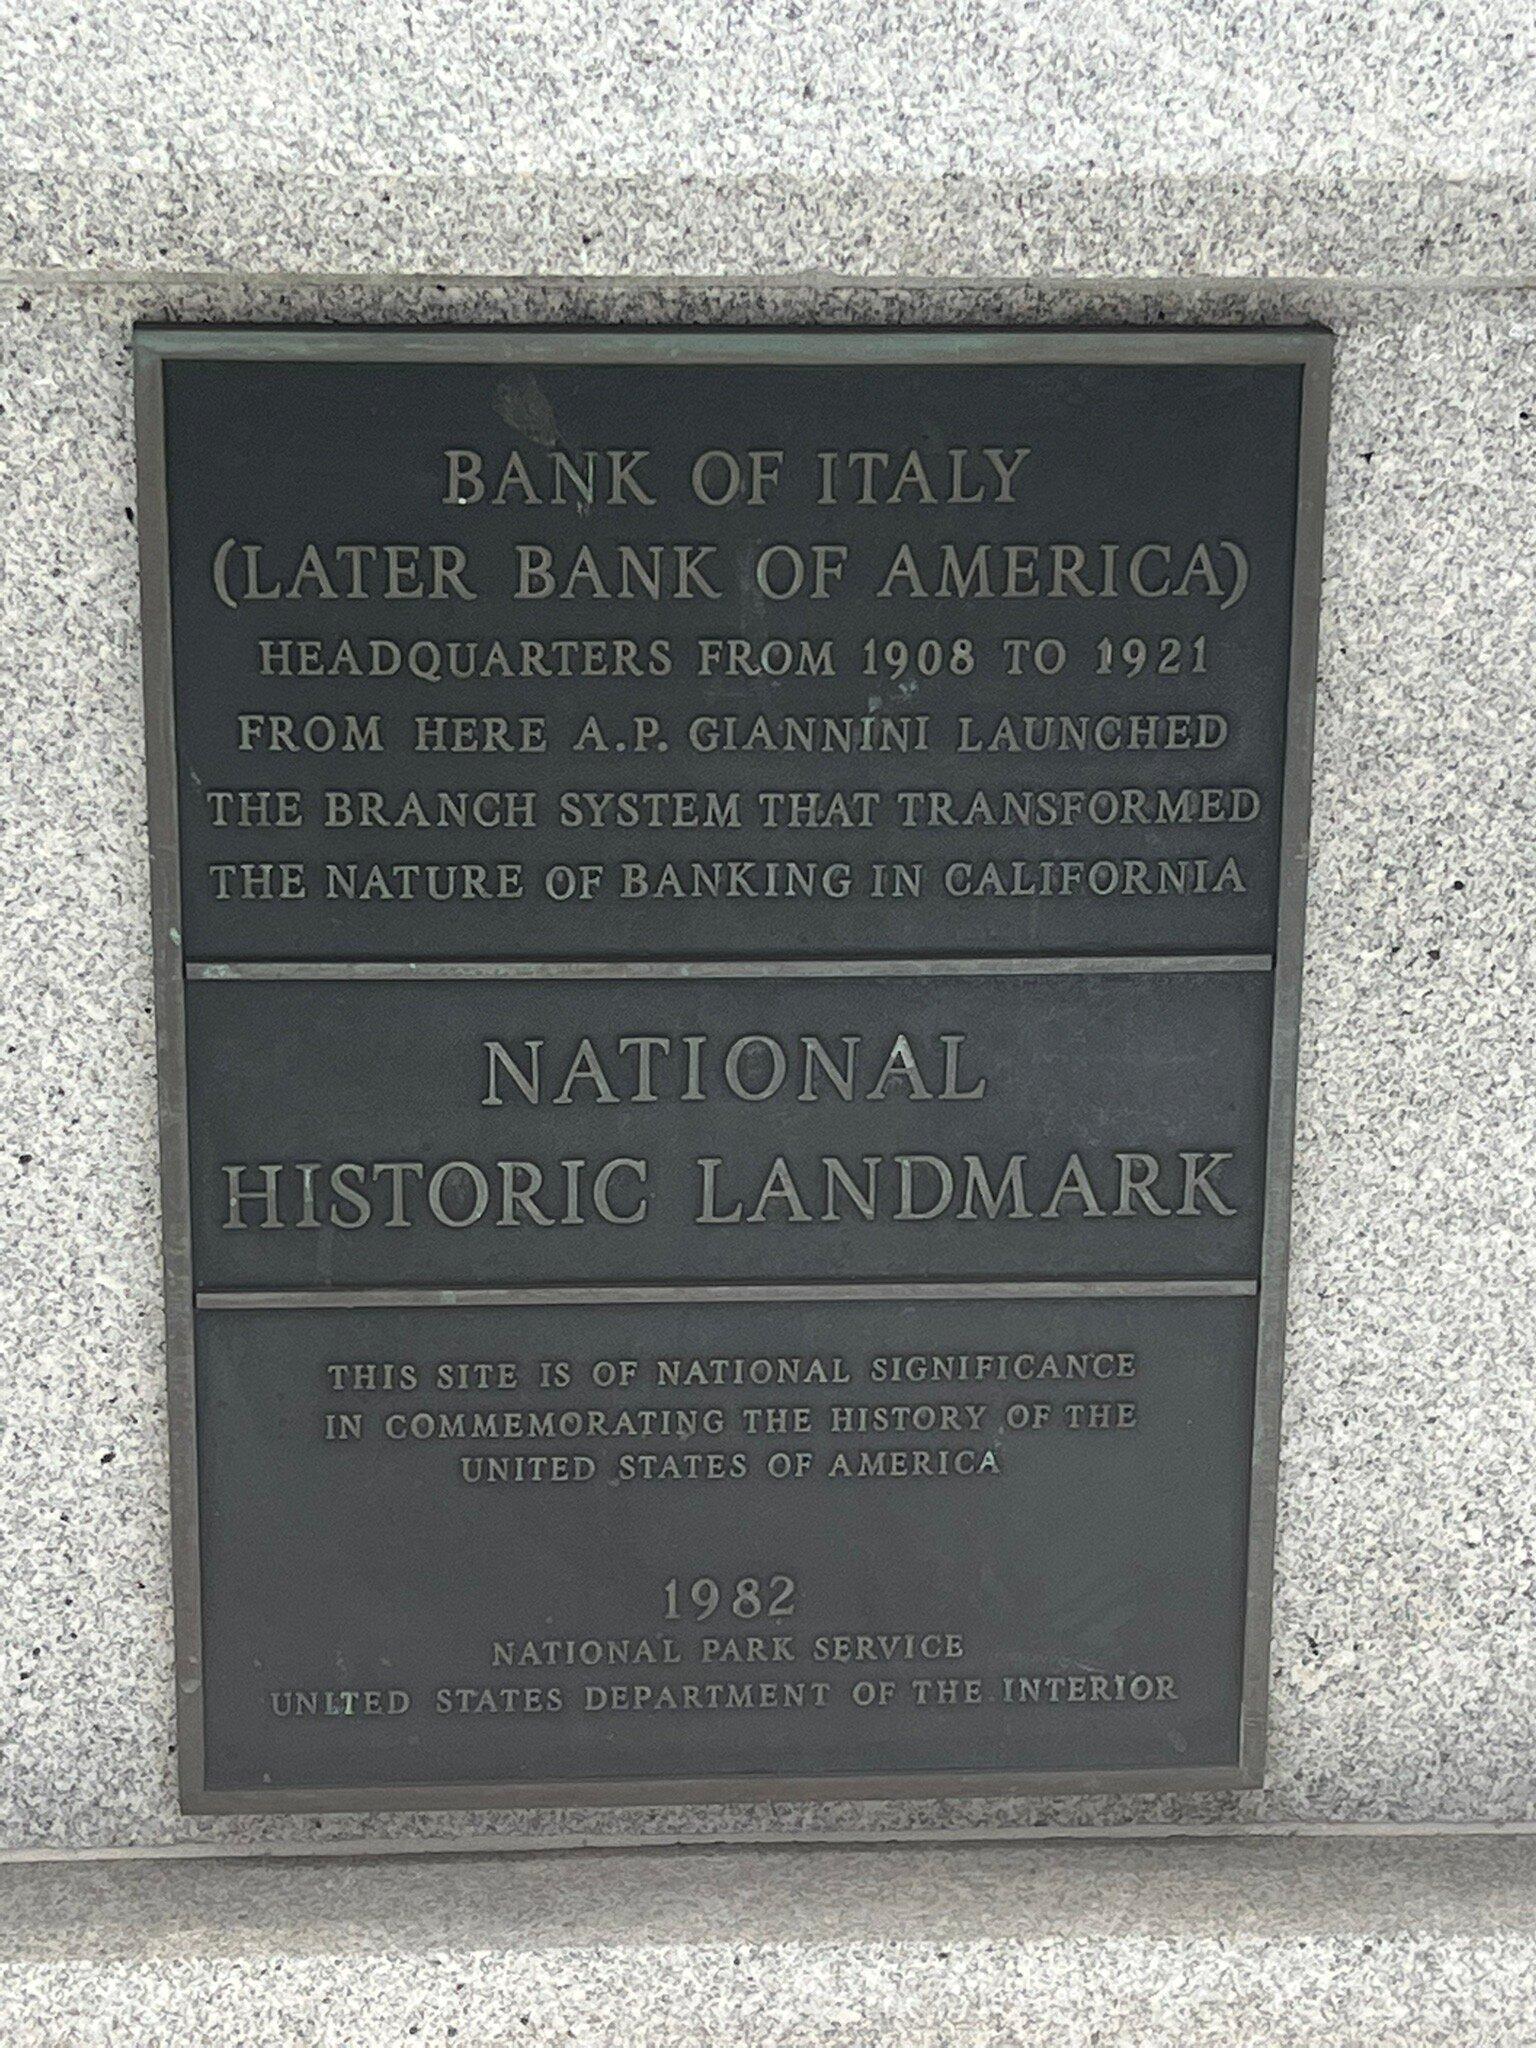 BANK OF ITALY
(LATER BANK OF AMERICA)
HEADQUARTERS FROM 1908 TO 1921
FROM HERE A.P. GIANNINI LAUNCHED
THE BRANCH SYSTEM THAT TRANSFORMED
THE NATURE OF BANKING IN CALIFORNIA
NATIONAL
HISTORIC LANDMARK
THIS SITE IS OF NATIONAL SIGNIFICANCE
IN COMMEMORATING THE HISTORY OF THE
UNITED STATES OF AMERICA
1982
NATIONAL PARK SERVICE
UNITED STATES DEPARTMENT OF THE INTERIOR